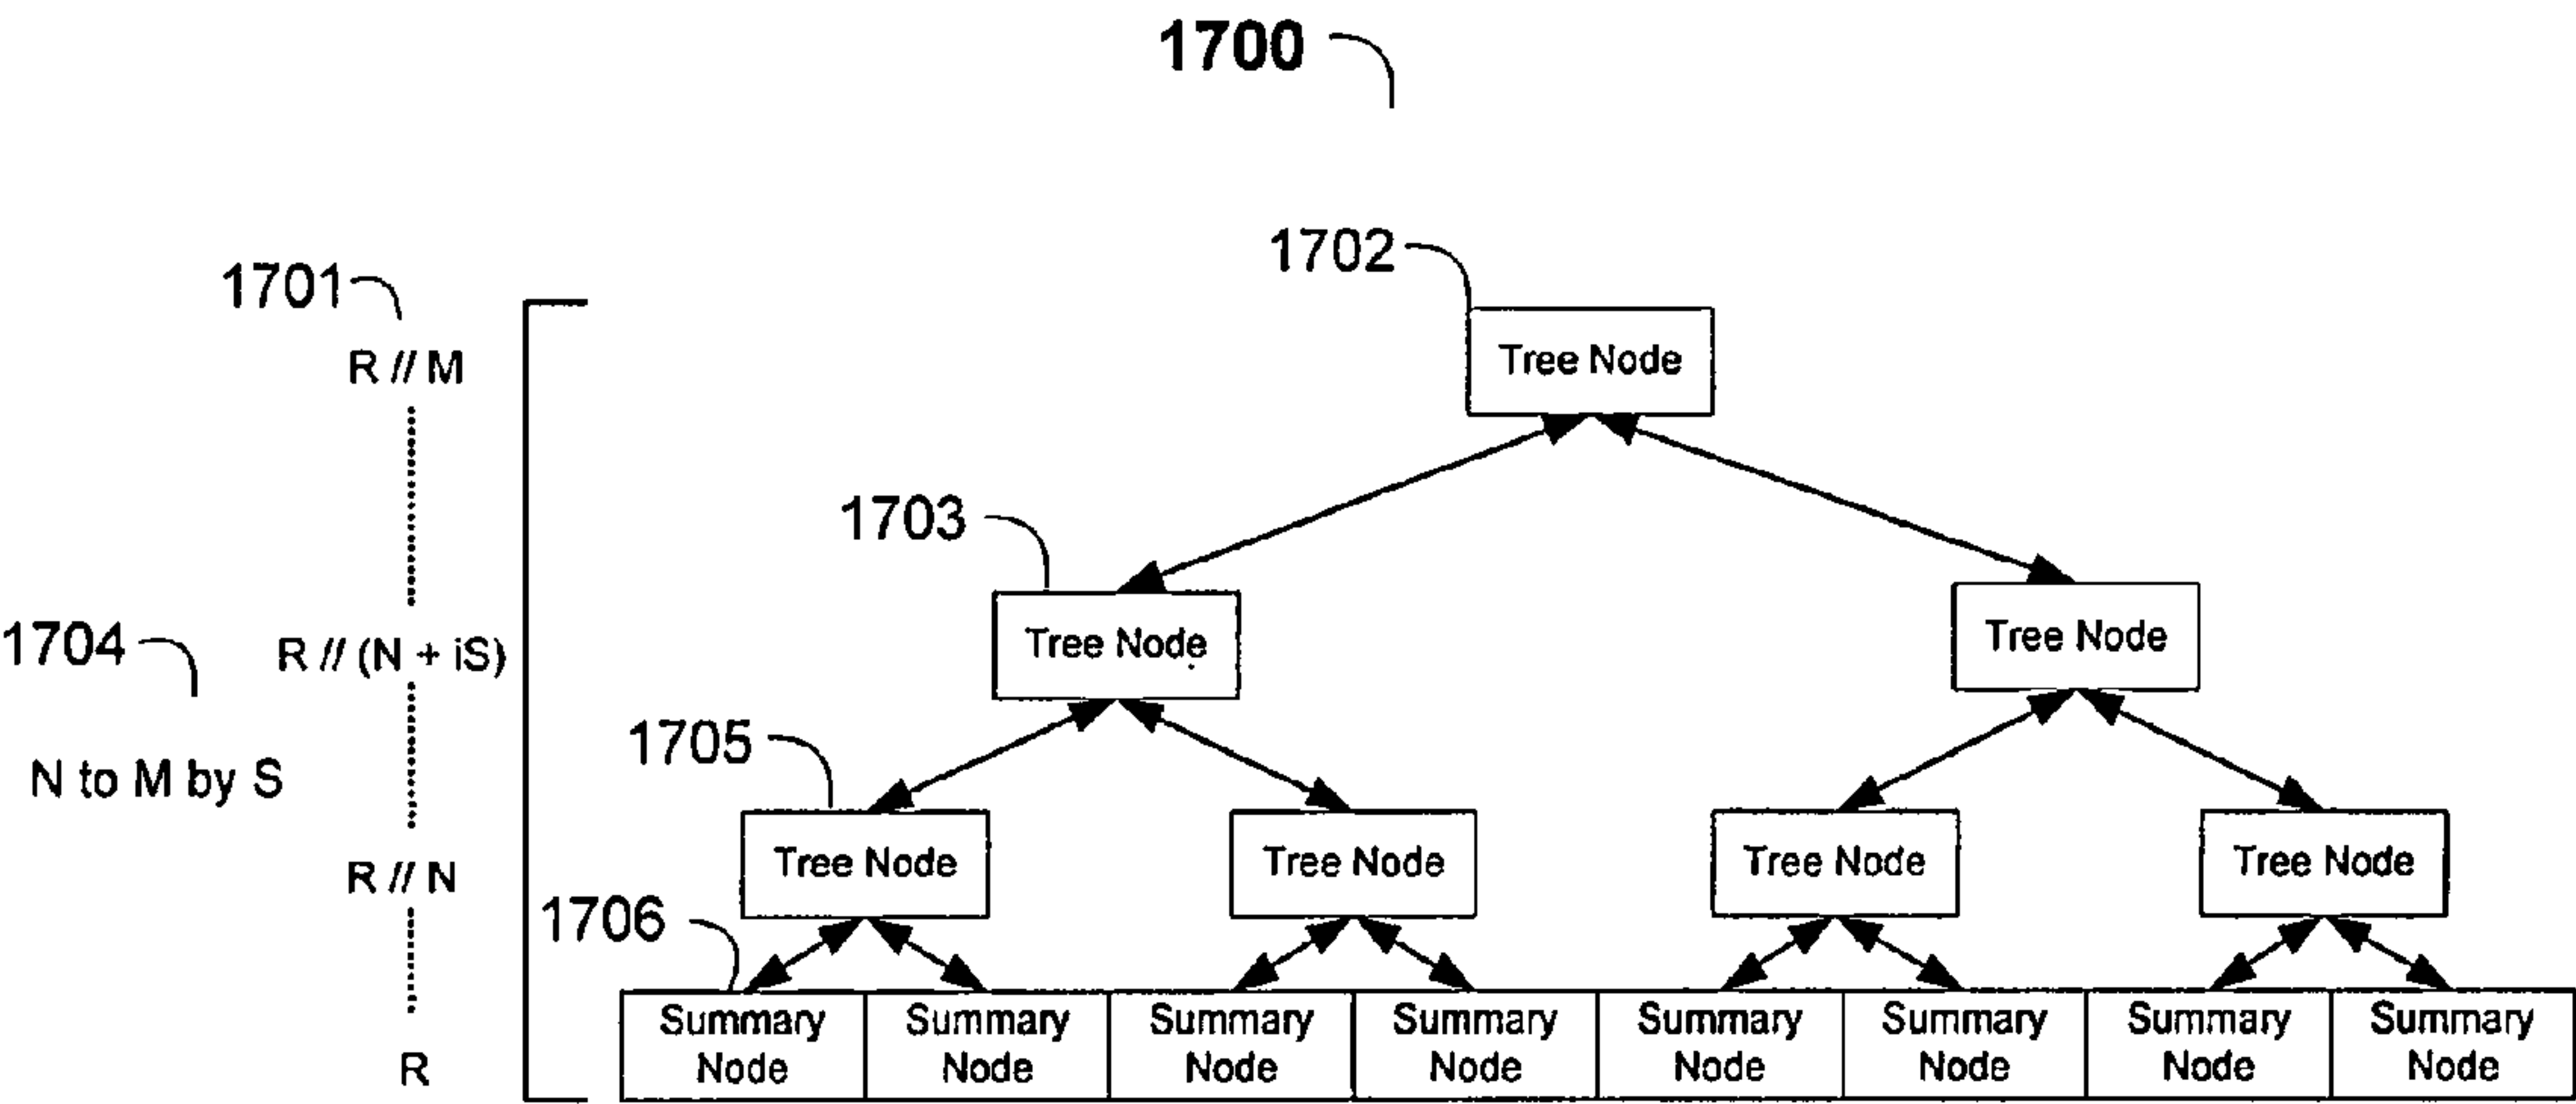 1700
1702
1701
Tree Node
R // M
1703
Tree Node
Tree Node
1704
R // (N + iS)
1705
N to M by S
Tree Node
Tree Node
Tree Node
Tree Node
R // N
1706
Summary
Node
Summary
Node
Summary
Node
Summary
Node
Summary
Node
Summary
Node
Summary
Node
Summary
Node
R